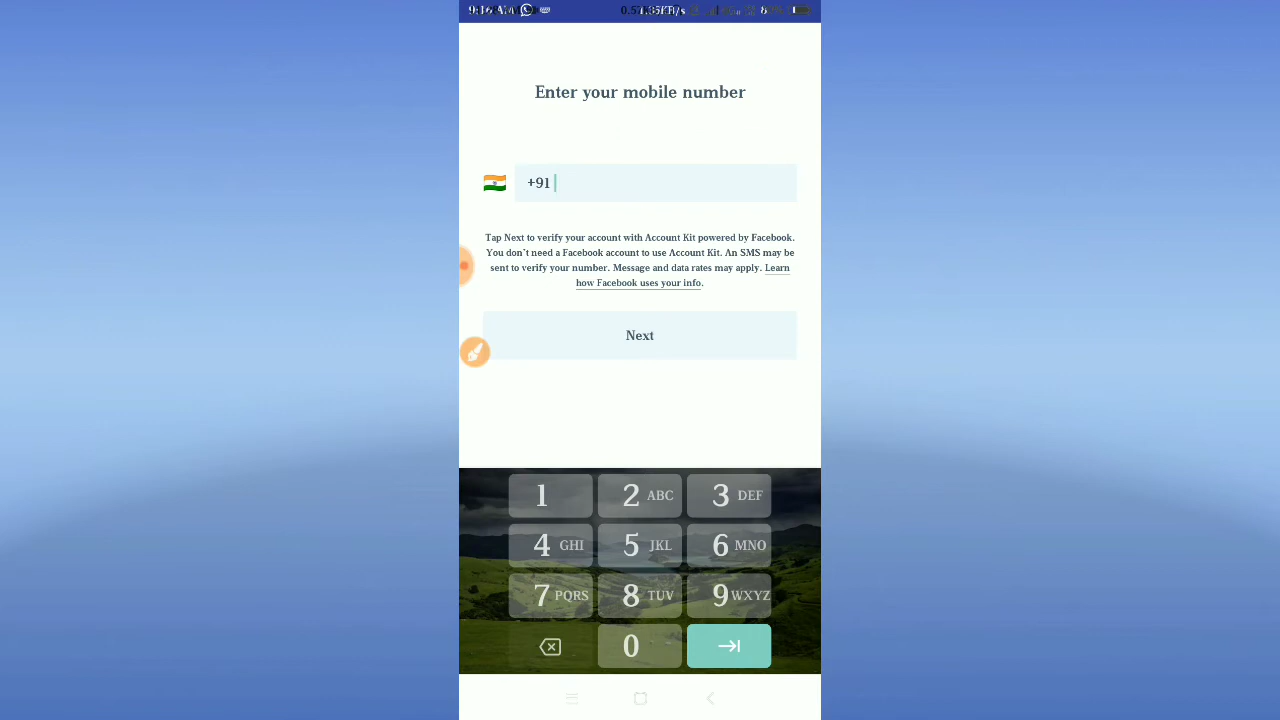 Enter your mobile number
+91
Tap Next to verify your account with Account Kit powered by Facebook.
You don't need a Facebook account to use Account Kit. An SMS may be
sent to verify your number. Message and data rates may apply. Learn
how Facebook uses your info.
Next
1 2 ABC 3 DEF
4 GHI 5 JKL 6 MNO
7 PQRS 8 TUV 9 WXYZ
0